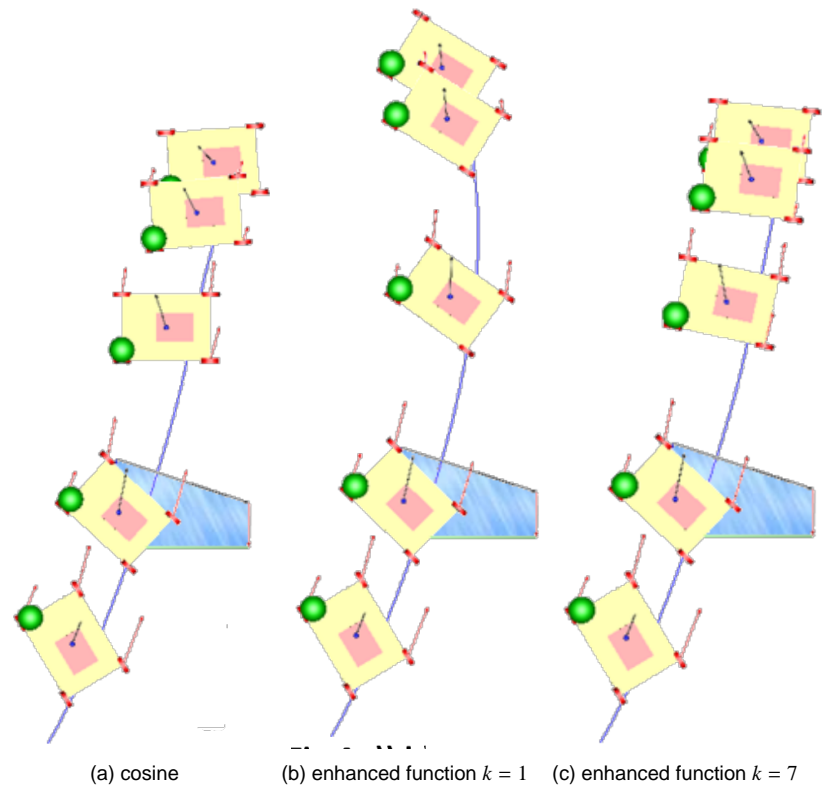 (a) cosine
(b) enhanced function k = 1
(c) enhanced function k = 7